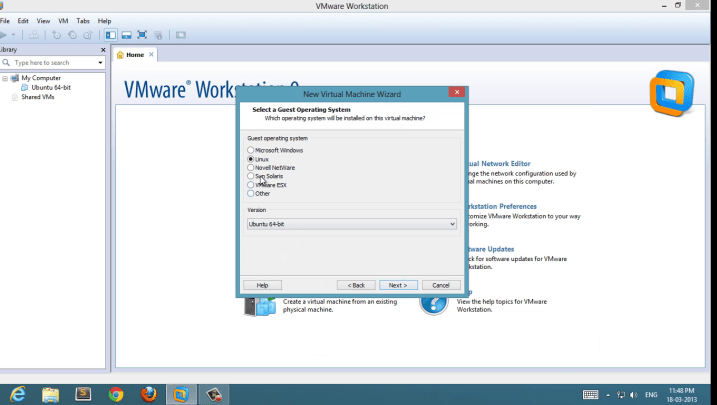 VMware Workstation
File Edit View VM Tabs Help
Library
Type here to search
My Computer
Ubuntu 64-bit
Shared VMs
Home
VMware® Workstation 9
New Virtual Machine Wizard
Select a Guest Operating System
Which operating system will be installed on this virtual machine?
Guest operating system
Microsoft Windows
Linux
Novell NetWare
Sun Solaris
VMware ESX
Other
Version
Ubuntu 64-bit
Help
< Back
Next >
Cancel
ual Network Editor
nge the network configuration used by
ial machines on this computer.
rkstation Preferences
tomize VMware Workstation to your way
orking.
tware Updates
ck for software updates for VMware
kstation.
p
View the help topics for VMware
Workstation.
Create a virtual machine from an existing
physical machine.
ENG
11:48 PM
18-03-2013